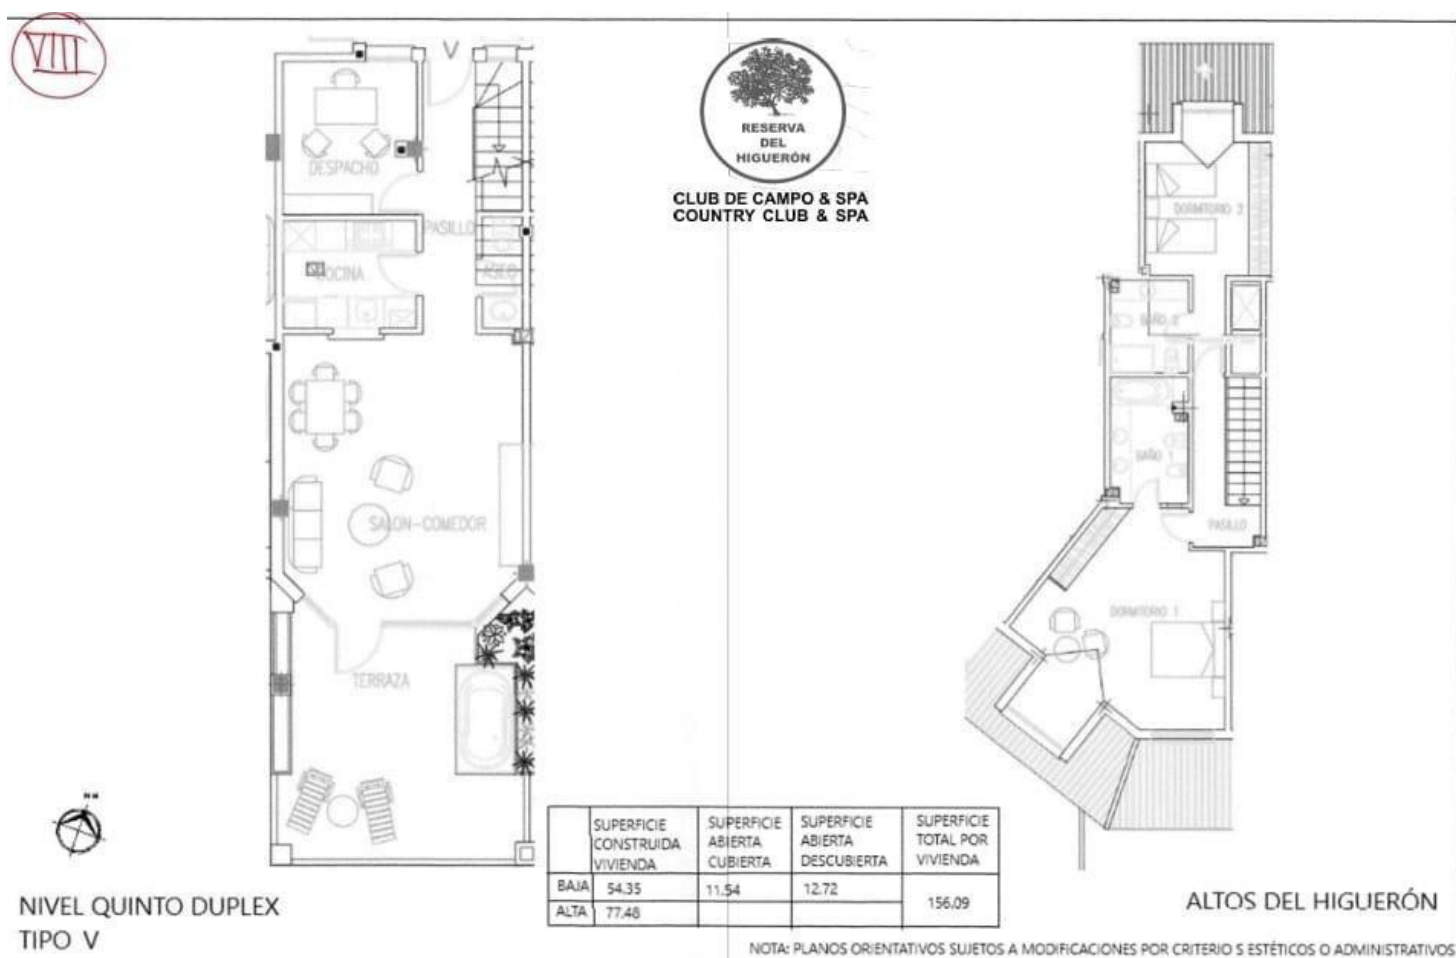 VIII
V
RESERVA
DEL
HIGUERÓN
CLUB DE CAMPO & SPA
COUNTRY CLUB & SPA
DESPACHO
PASILLO
COCINA
ASEO
SALON-COMEDOR
TERRAZA
DORMITORIO 2
BAÑO 2
BAÑO 1
PASILLO
DORMITORIO 1
NIVEL QUINTO DUPLEX
TIPO V
SUPERFICIE CONSTRUIDA VIVIENDA
SUPERFICIE ABIERTA CUBIERTA
SUPERFICIE ABIERTA DESCUBIERTA
SUPERFICIE TOTAL POR VIVIENDA
BAJA 54.35 11.54 12.72 156.09
ALTA 77.48
ALTOS DEL HIGUERÓN
NOTA: PLANOS ORIENTATIVOS SUJETOS A MODIFICACIONES POR CRITERIO S ESTÉTICOS O ADMINISTRATIVOS